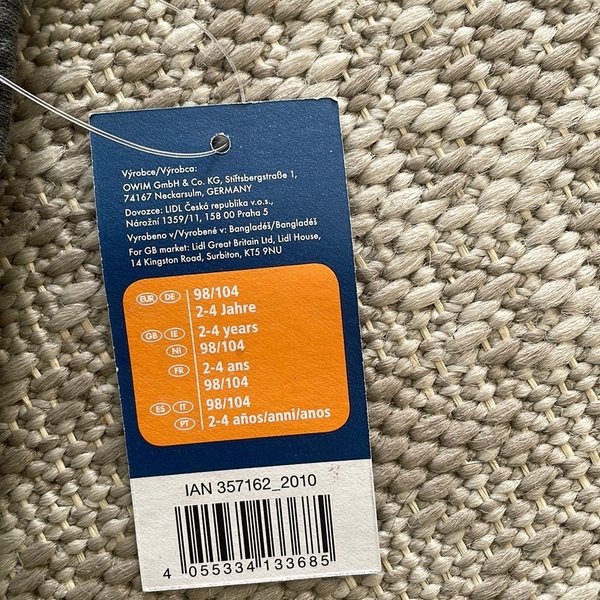 Výrobce/Výrobca:
OWIM GmbH & Co. KG, Stiftsbergstraße 1,
74167 Neckarsulm, GERMANY
Dovozce: LIDL Česká republika v.o.s.,
Nárožní 1359/11, 158 00 Praha 5
Vyrobeno v/Vyrobené v: Bangladéš/Bangladéš
For GB market: Lidl Great Britain Ltd, Lidl House,
14 Kingston Road, Surbiton, KT5 9NU
EUR DE 98/104
2-4 Jahre
GB IE 2-4 years
NI 98/104
FR 2-4 ans
98/104
ES IT 98/104
PT 2-4 años/anni/anos
IAN 357162_2010
4 055334 133685